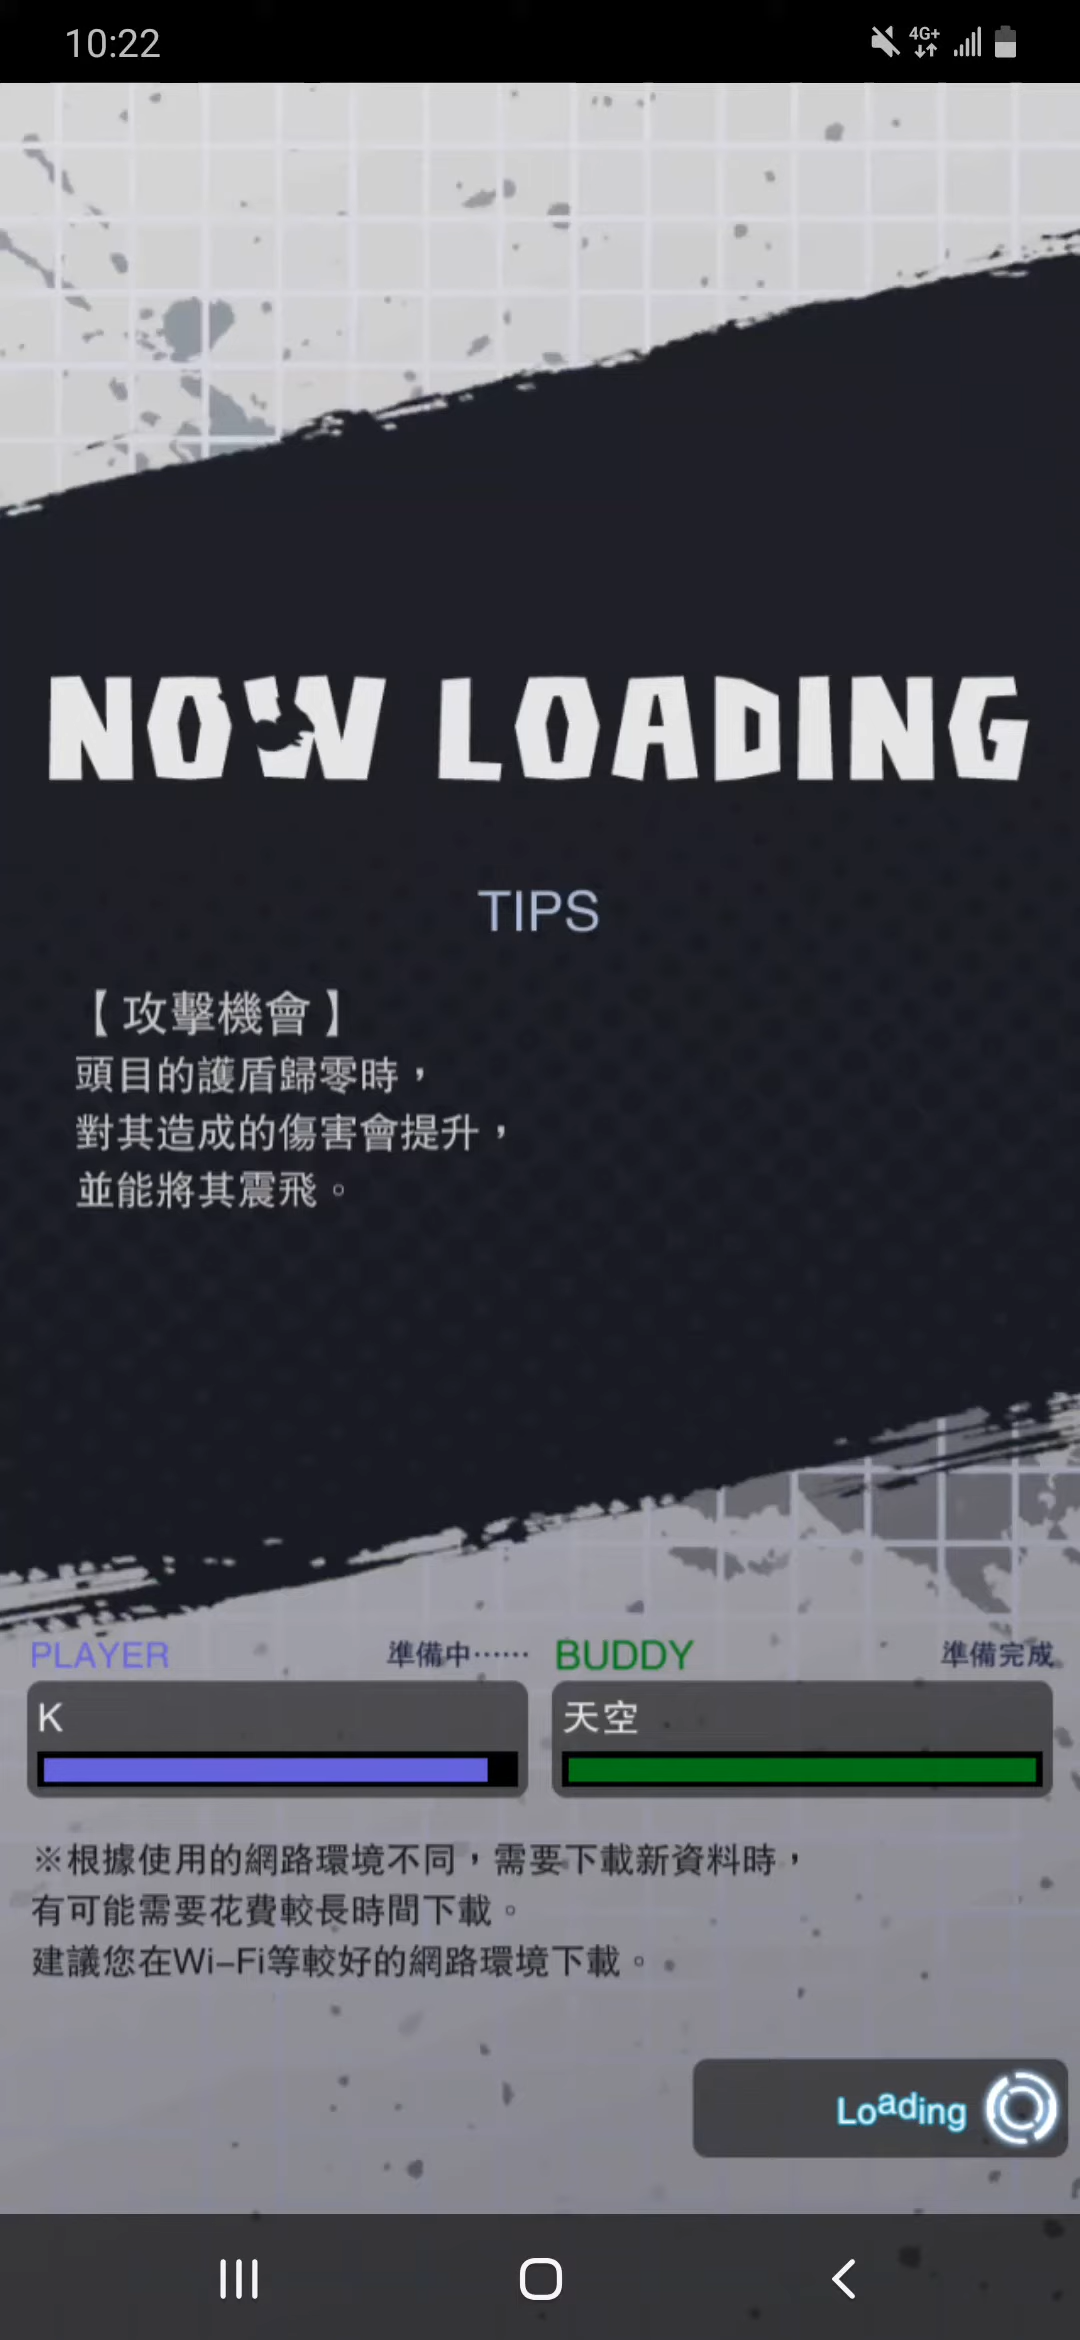 10:22
4G+
NOW LOADING
TIPS
【攻擊機會】
頭目的護盾歸零時，
對其造成的傷害會提升，
並能將其震飛。
PLAYER 準備中⋯⋯ BUDDY 準備完成
K 天空
※根據使用的網路環境不同，需要下載新資料時，
有可能需要花費較長時間下載。
建議您在Wi-Fi等較好的網路環境下載。
Loading